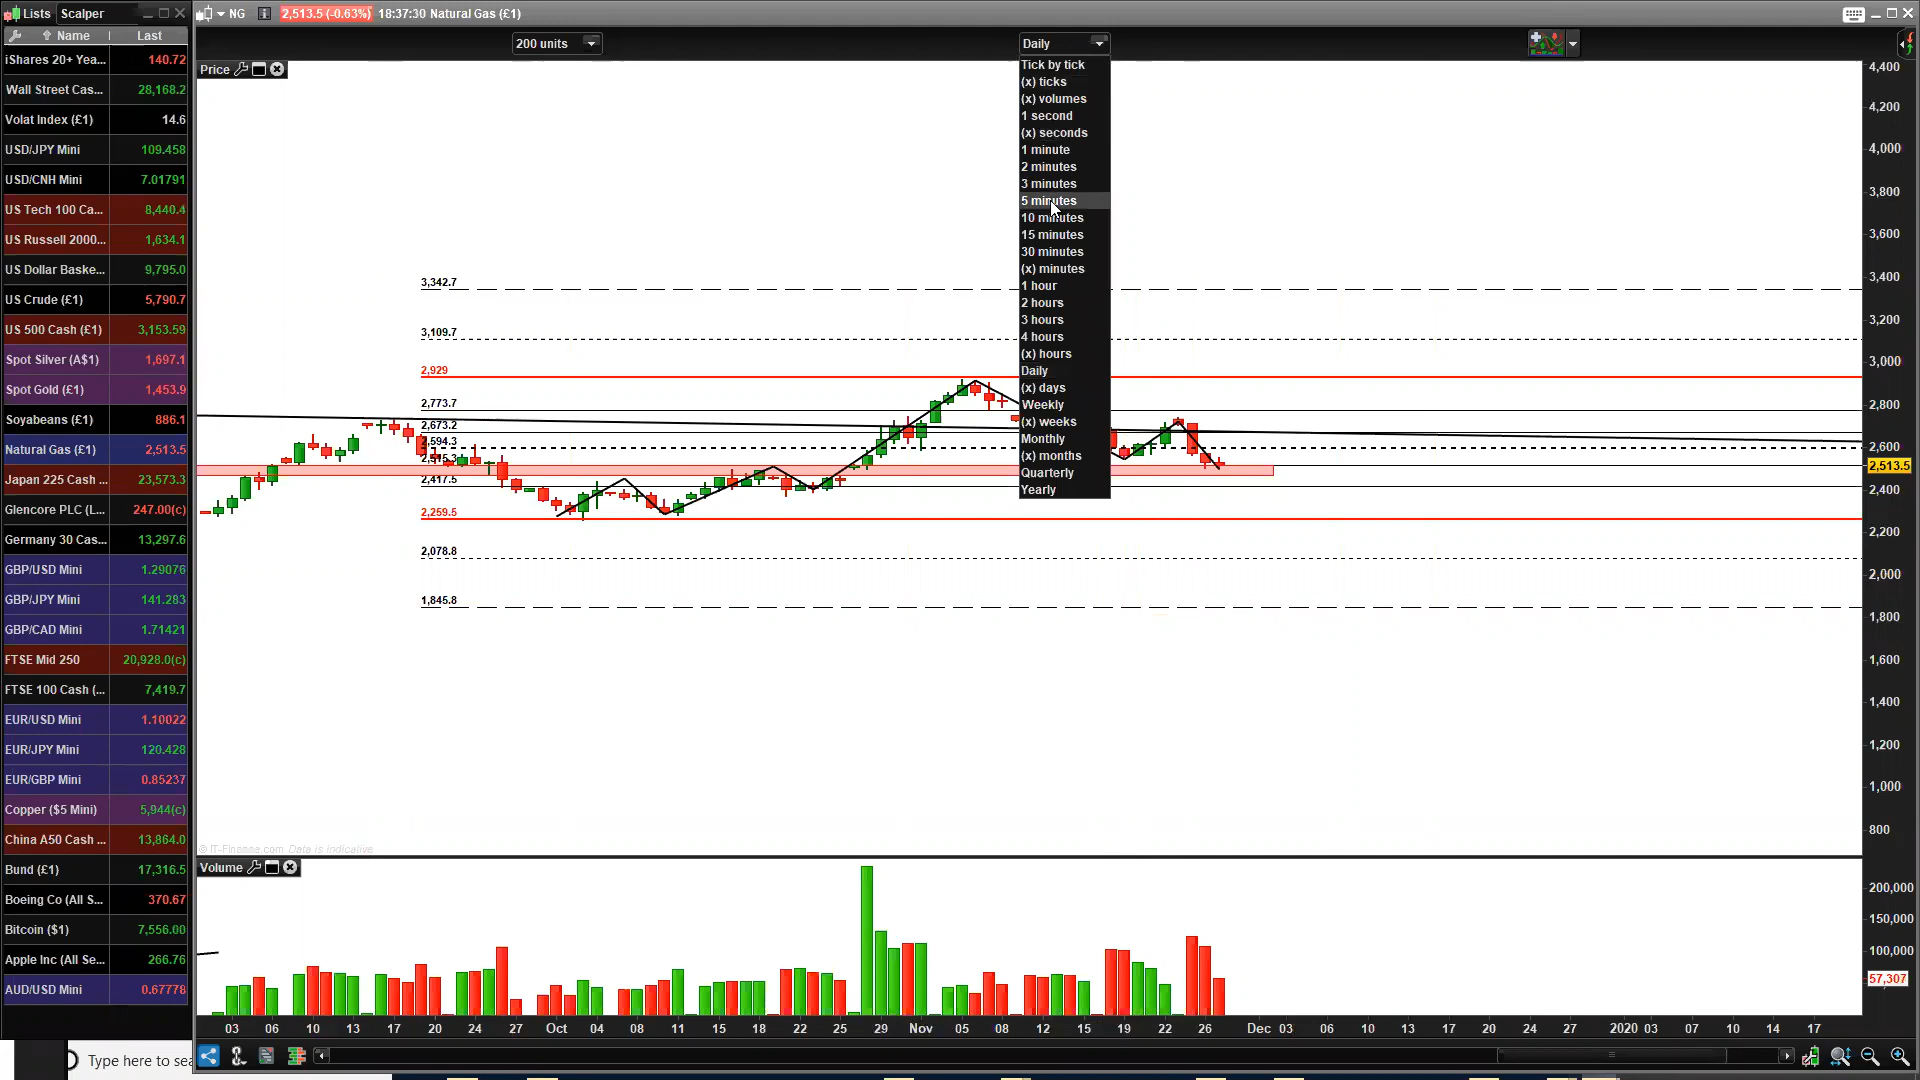 Lists Scalper
Name Last
iShares 20+ Yea... 140.72
Wall Street Cas... 28,168.2
Volat Index (£1) 14.6
USD/JPY Mini 109.458
USD/CNH Mini 7.01791
US Tech 100 Ca... 8,440.4
US Russell 2000... 1,634.1
US Dollar Baske... 9,795.0
US Crude (£1) 5,790.7
US 500 Cash (£1) 3,153.59
Spot Silver (A$1) 1,697.1
Spot Gold (£1) 1,453.9
Soyabeans (£1) 886.1
Natural Gas (£1) 2,513.5
Japan 225 Cash ... 23,573.3
Glencore PLC (L... 247.00(c)
Germany 30 Cas... 13,297.6
GBP/USD Mini 1.29076
GBP/JPY Mini 141.283
GBP/CAD Mini 1.71421
FTSE Mid 250 20,928.0(c)
FTSE 100 Cash (... 7,419.7
EUR/USD Mini 1.10022
EUR/JPY Mini 120.428
EUR/GBP Mini 0.85237
Copper ($5 Mini) 5,944(c)
China A50 Cash ... 13,864.0
Bund (£1) 17,316.5
Boeing Co (All S... 370.67
Bitcoin ($1) 7,556.00
Apple Inc (All Se... 266.76
AUD/USD Mini 0.67778
Type here to sea
NG 2,513.5 (-0.63%) 18:37:30 Natural Gas (£1)
200 units
Daily
Price
Tick by tick
(x) ticks
(x) volumes
1 second
(x) seconds
1 minute
2 minutes
3 minutes
5 minutes
10 minutes
15 minutes
30 minutes
(x) minutes
1 hour
2 hours
3 hours
4 hours
(x) hours
Daily
(x) days
Weekly
(x) weeks
Monthly
(x) months
Quarterly
Yearly
3,342.7
3,109.7
2,929
2,773.7
2,673.2
2,594.3
2,417.5
2,259.5
2,078.8
1,845.8
4,400
4,200
4,000
3,800
3,600
3,400
3,200
3,000
2,800
2,600
2,513.5
2,400
2,200
2,000
1,800
1,600
1,400
1,200
1,000
800
© IT-Finance.com Data is indicative
Volume
200,000
150,000
100,000
57,307
03 06 10 13 17 20 24 27 Oct 04 08 11 15 18 22 25 29 Nov 05 08 12 15 19 22 26 Dec 03 06 10 13 17 20 24 27 2020 03 07 10 14 17